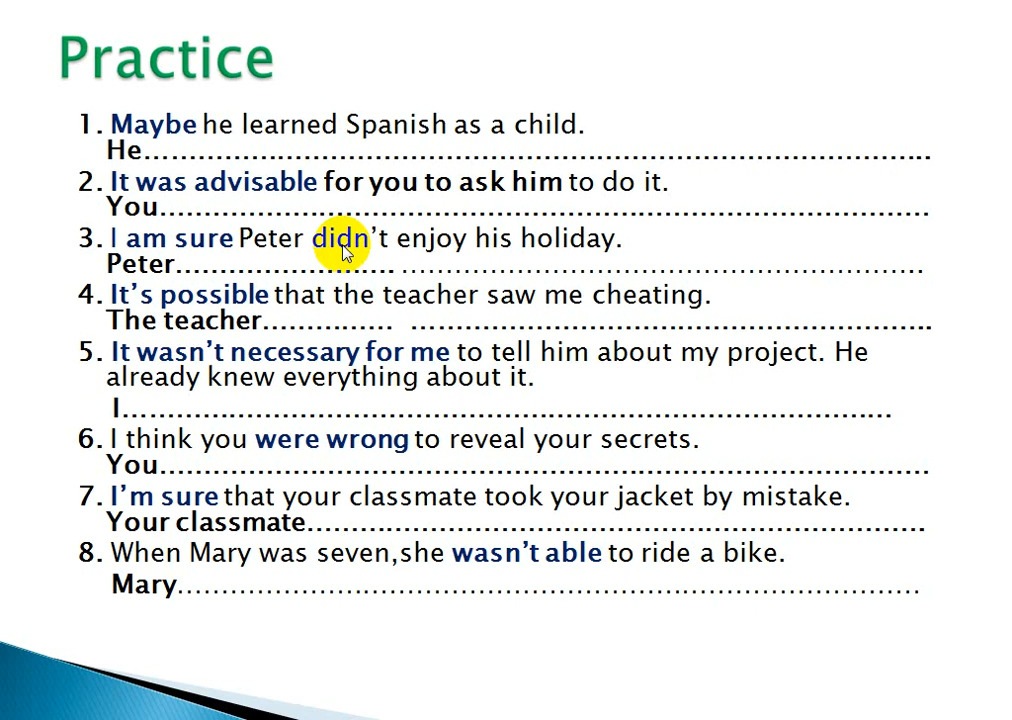 Practice
1. Maybe he learned Spanish as a child.
He……………………………………………………………………………..
2. It was advisable for you to ask him to do it.
You……………………………………………………………………………
3. I am sure Peter didn’t enjoy his holiday.
Peter…………………….. ……………………………………………………
4. It’s possible that the teacher saw me cheating.
The teacher…………… ……………………………………………………..
5. It wasn’t necessary for me to tell him about my project. He
already knew everything about it.
I……………………………………………………………………………
6. I think you were wrong to reveal your secrets.
You……………………………………………………………………………
7. I’m sure that your classmate took your jacket by mistake.
Your classmate……………………………………………………………
8. When Mary was seven,she wasn’t able to ride a bike.
Mary…………………………………………………………………………